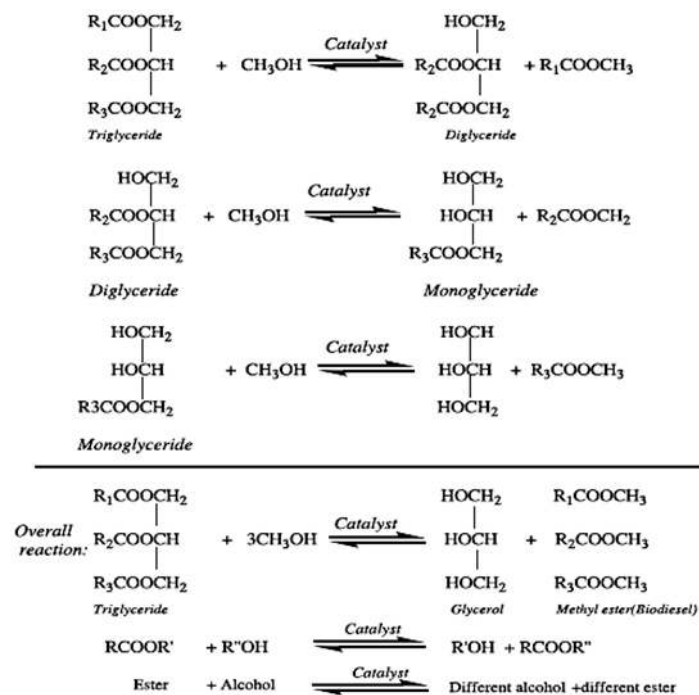 R₁COOCH₂ HOCH₂
Catalyst
R₂COOCH + CH₃OH R₂COOCH + R₁COOCH₃
R₃COOCH₂ R₂COOCH₂
Triglyceride Diglyceride
HOCH₂ HOCH₂
Catalyst
R₂COOCH + CH₃OH HOCH + R₂COOCH₂
R₃COOCH₂ R₃COOCH₂
Diglyceride Monoglyceride
HOCH₂ HOCH
Catalyst
HOCH + CH₃OH HOCH + R₃COOCH₃
R3COOCH₂ HOCH₂
Monoglyceride
R₁COOCH₂ HOCH₂ R₁COOCH₃
Catalyst
Overall reaction: R₂COOCH + 3CH₃OH HOCH + R₂COOCH₃
R₃COOCH₂ HOCH₂ R₃COOCH₃
Triglyceride Glycerol Methyl ester(Biodiesel)
Catalyst
RCOOR' + R"OH R'OH + RCOOR"
Catalyst
Ester + Alcohol Different alcohol +different ester